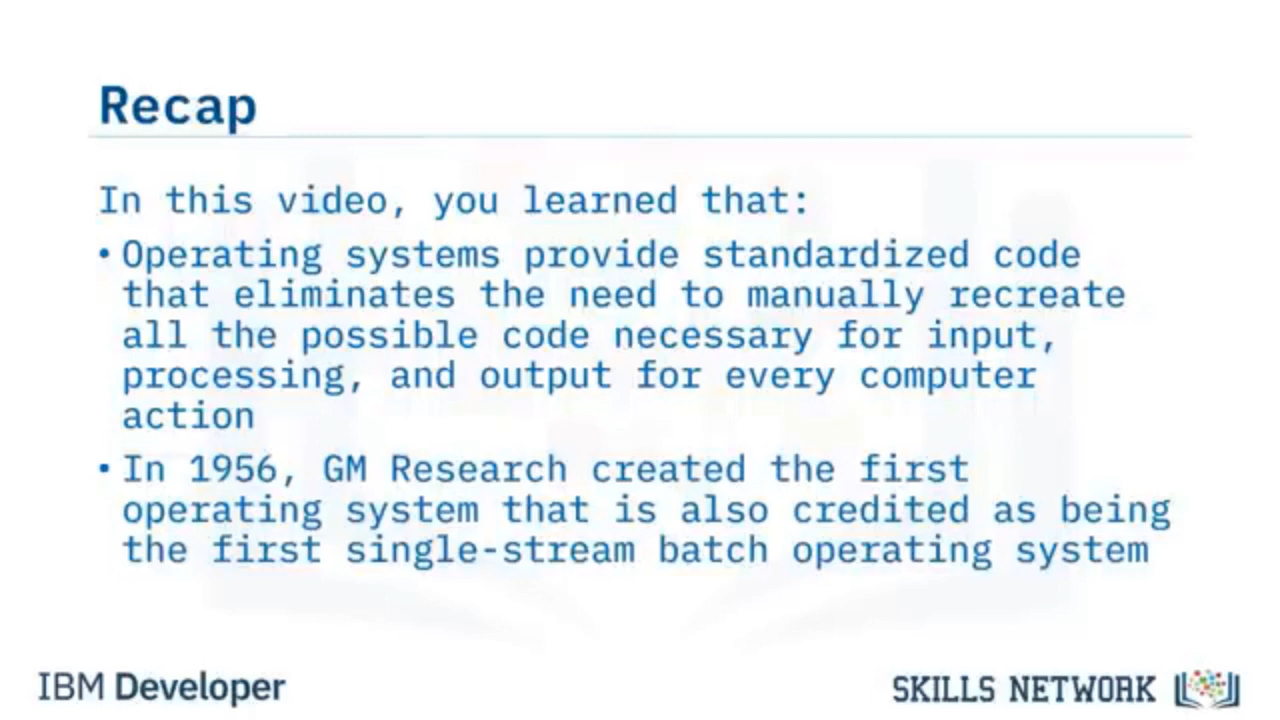 Recap
In this video, you learned that:
• Operating systems provide standardized code
that eliminates the need to manually recreate
all the possible code necessary for input,
processing, and output for every computer
action
• In 1956, GM Research created the first
operating system that is also credited as being
the first single-stream batch operating system
IBM Developer
SKILLS NETWORK